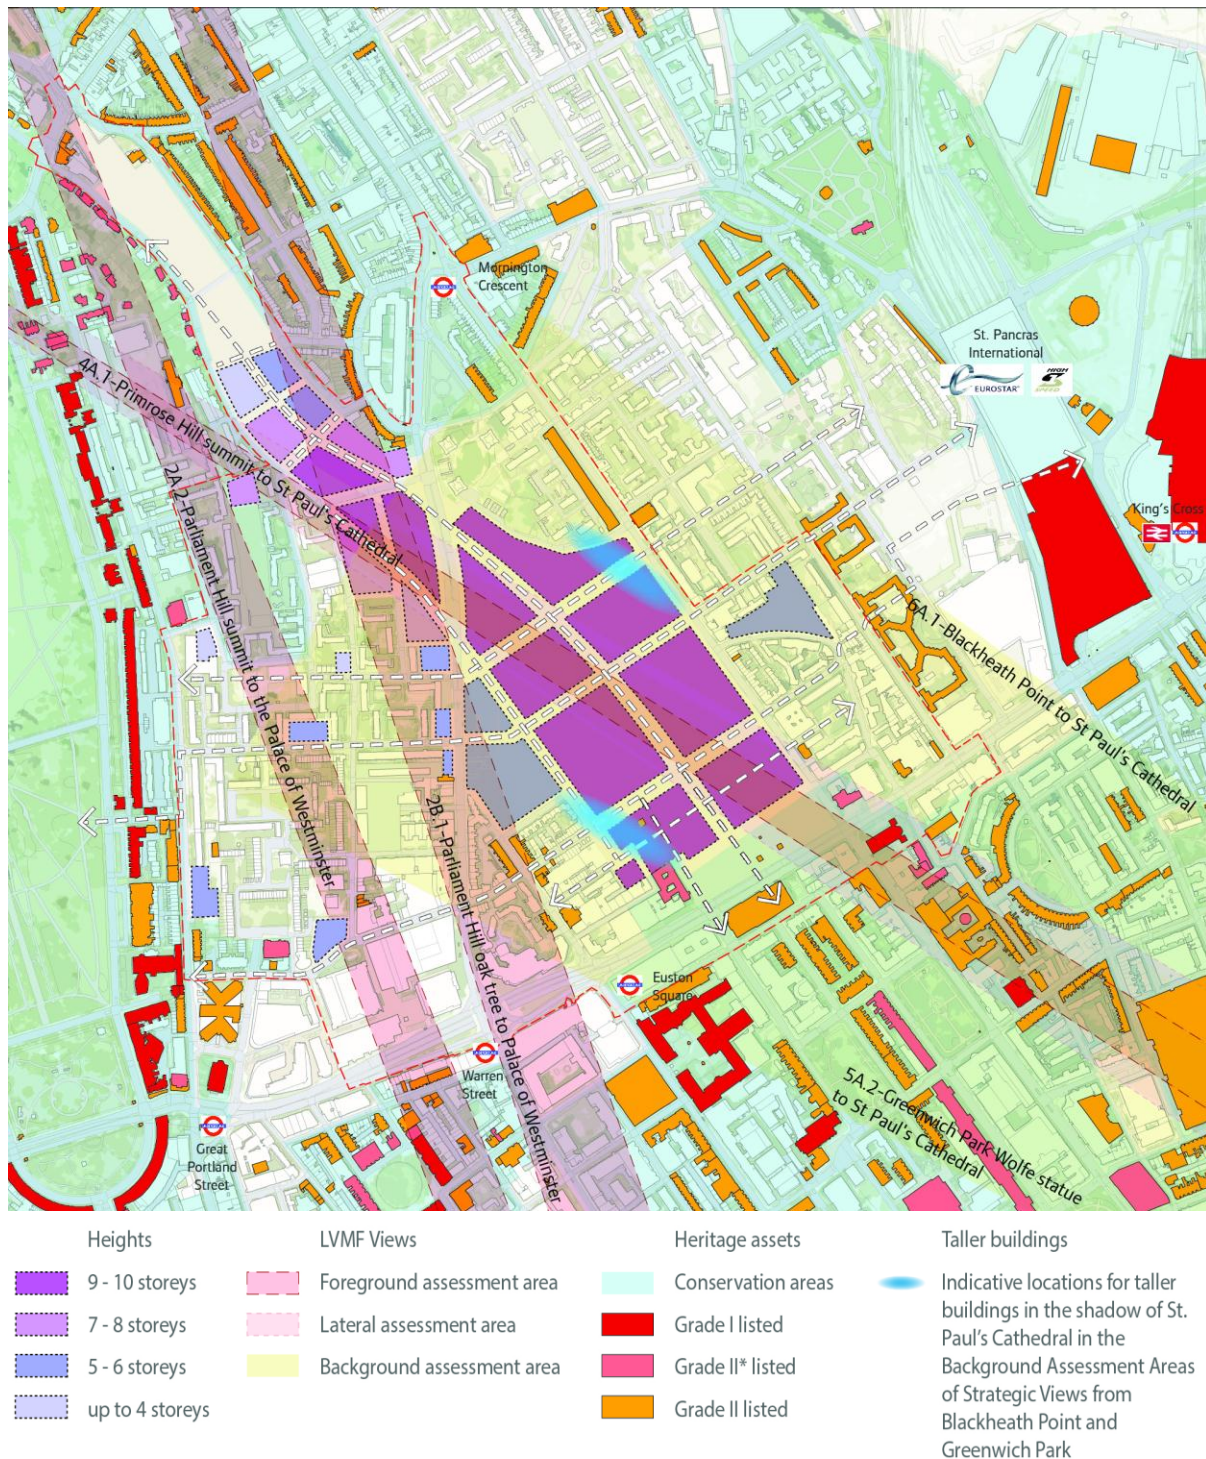 Mornington
Crescent
St. Pancras
International
EUROSTAR
HIGH
SPEED
King's Cross
4A.1-Primrose Hill summit to St Paul's Cathedral
2A.2-Parliament Hill summit to the Palace of Westminster
2B.1-Parliament Hill oak tree to Palace of Westminster
6A.1-Blackheath Point to St Paul's Cathedral
Euston
Square
Warren
Street
Great
Portland
Street
5A.2-Greenwich Park Wolfe statue
to St Paul's Cathedral
Heights
9 - 10 storeys
7 - 8 storeys
5 - 6 storeys
up to 4 storeys
LVMF Views
Foreground assessment area
Lateral assessment area
Background assessment area
Heritage assets
Conservation areas
Grade I listed
Grade II* listed
Grade II listed
Taller buildings
Indicative locations for taller
buildings in the shadow of St.
Paul's Cathedral in the
Background Assessment Areas
of Strategic Views from
Blackheath Point and
Greenwich Park